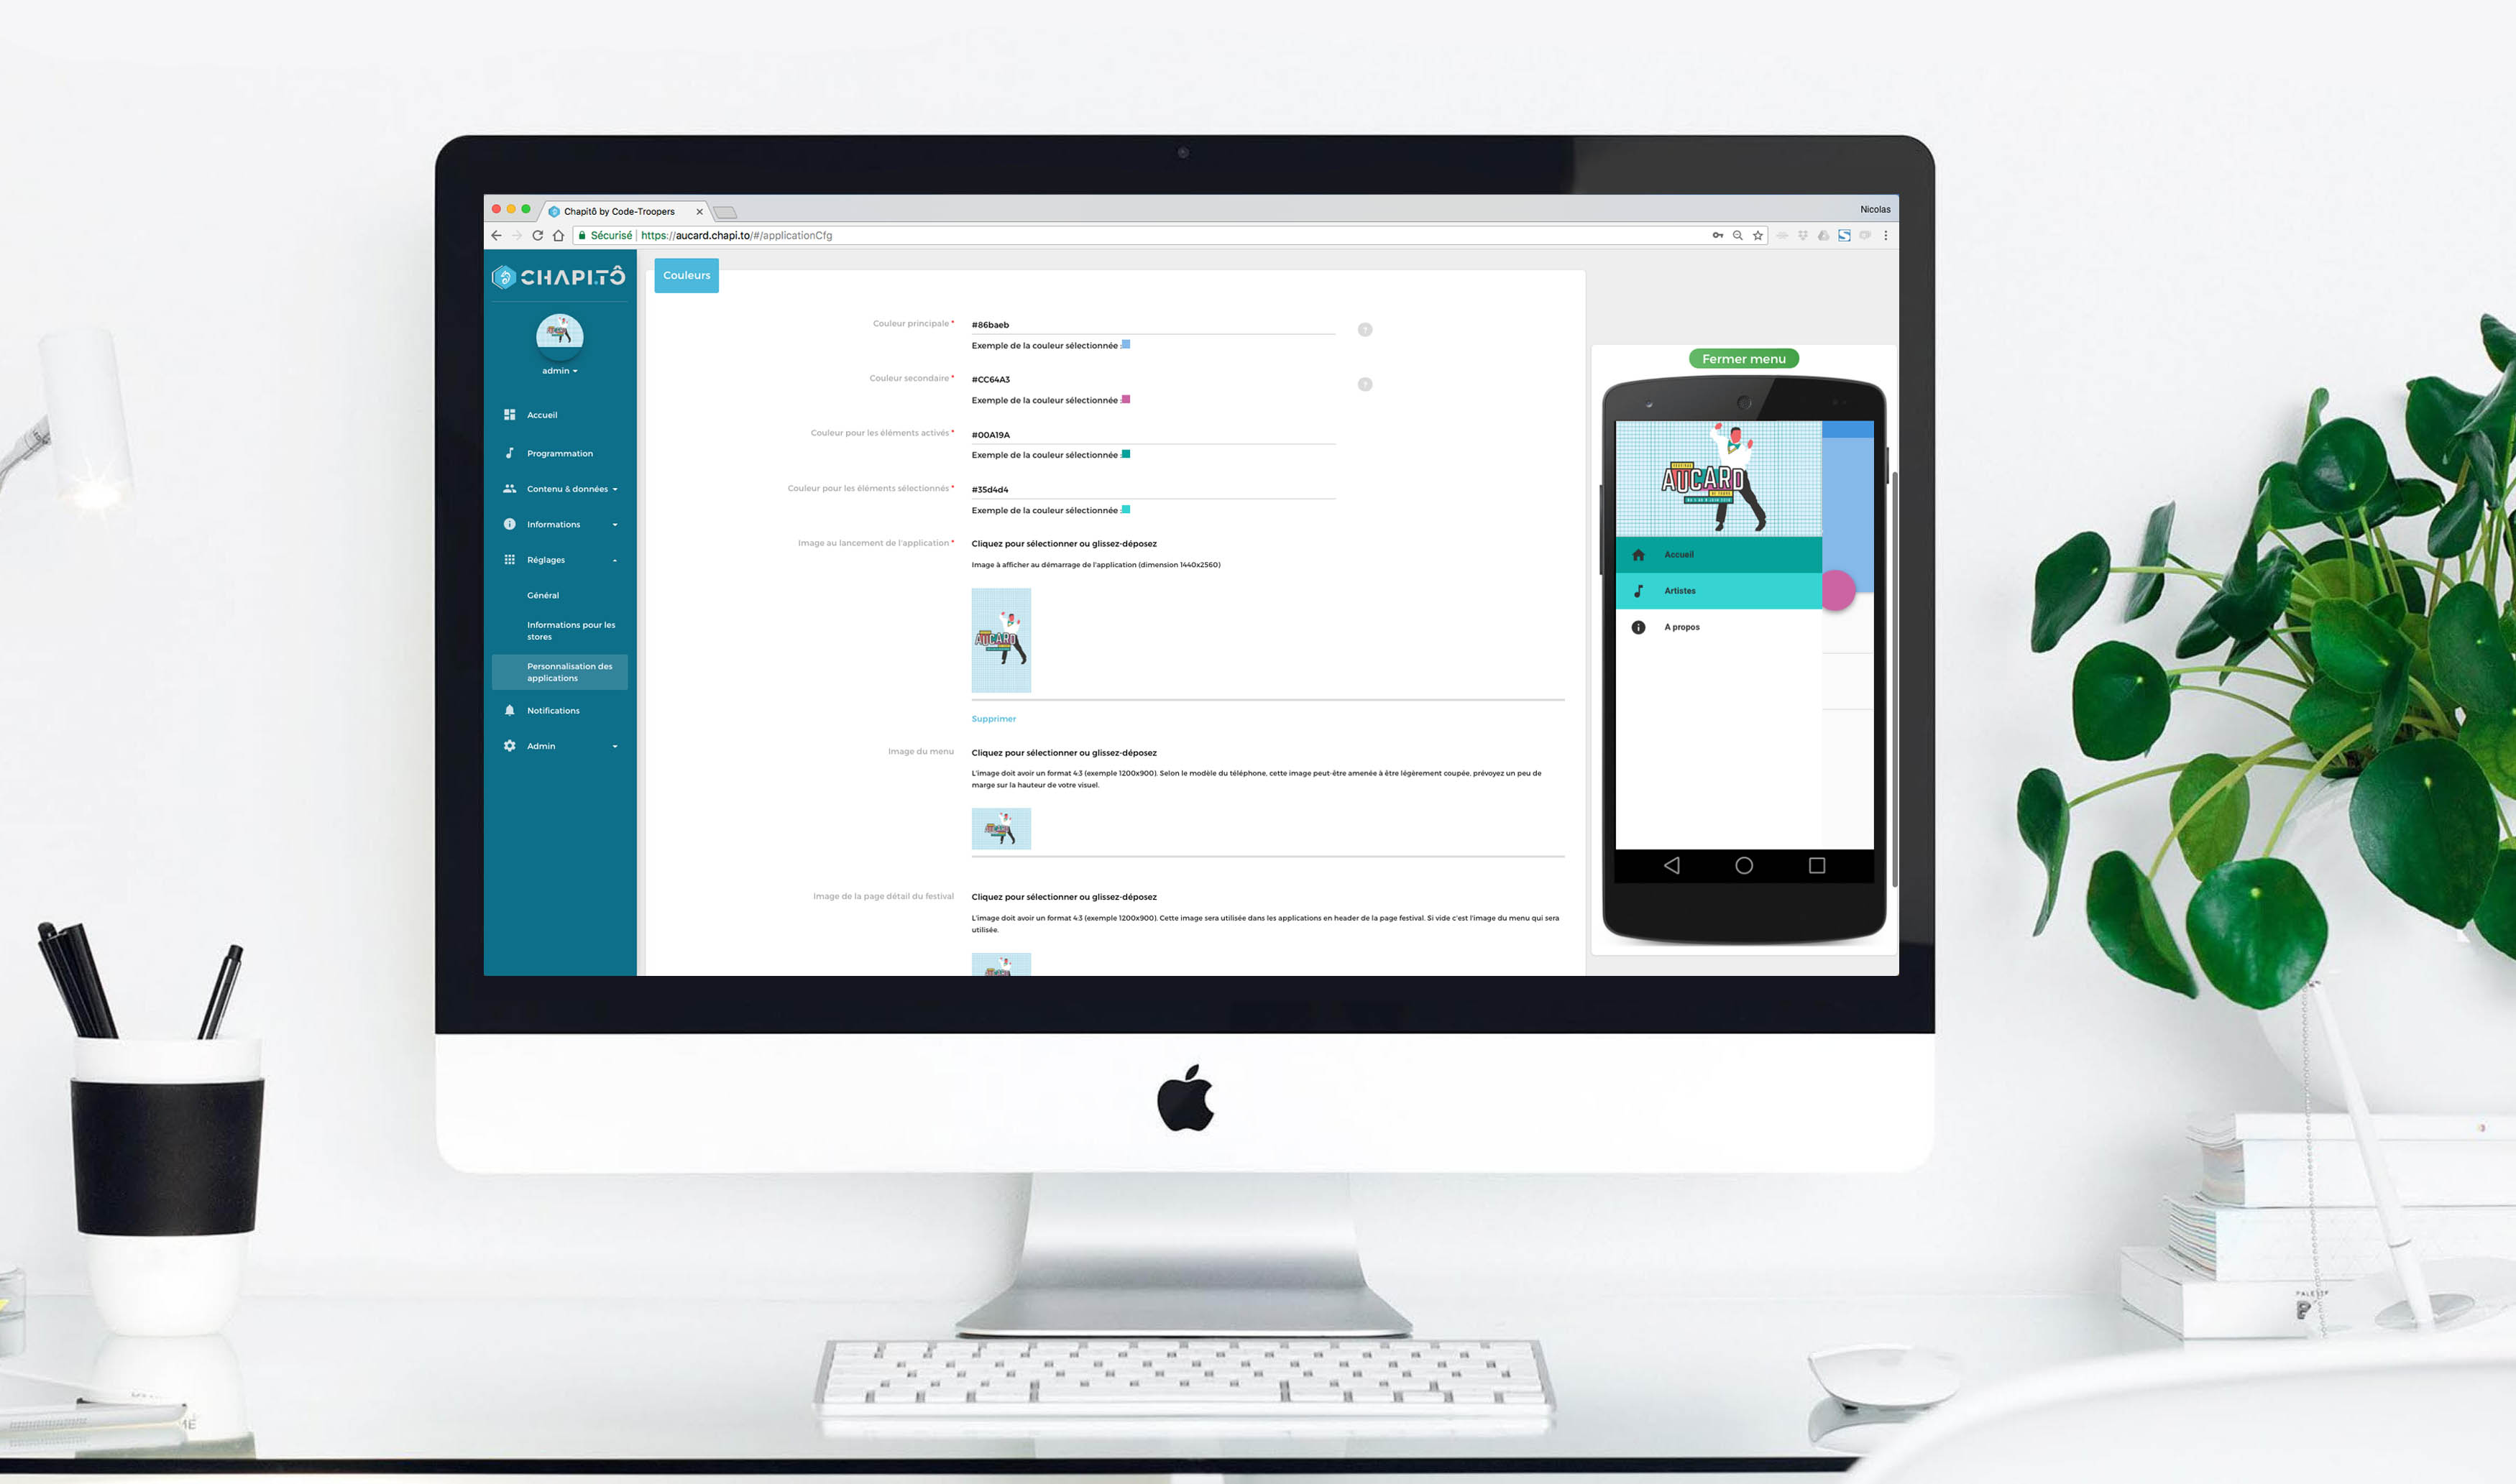 Chapitô by Code-Troopers
Nicolas
Sécurisé | https://aucard.chapi.to/#/applicationCfg
CHAPI.TÔ
admin
Accueil
Programmation
Contenu & données
Informations
Réglages
Général
Informations pour les
stores
Personnalisation des
applications
Notifications
Admin
Couleurs
Couleur principale *
#86baeb
Exemple de la couleur sélectionnée :
Couleur secondaire *
#CC64A3
Exemple de la couleur sélectionnée :
Couleur pour les éléments activés *
#00A19A
Exemple de la couleur sélectionnée :
Couleur pour les éléments sélectionnés *
#35d4d4
Exemple de la couleur sélectionnée :
Image au lancement de l'application *
Cliquez pour sélectionner ou glissez-déposez
Image à afficher au démarrage de l'application (dimension 1440x2560)
AUCARD
Supprimer
Image du menu
Cliquez pour sélectionner ou glissez-déposez
L'image doit avoir un format 4:3 (exemple 1200x900). Selon le modèle du téléphone, cette image peut-être amenée à être légèrement coupée, prévoyez un peu de
marge sur la hauteur de votre visuel.
AUCARD
Image de la page détail du festival
Cliquez pour sélectionner ou glissez-déposez
L'image doit avoir un format 4:3 (exemple 1200x900). Cette image sera utilisée dans les applications en header de la page festival. Si vide c'est l'image du menu qui sera
utilisée.
Fermer menu
AUCARD
DE TOURS
Accueil
Artistes
A propos